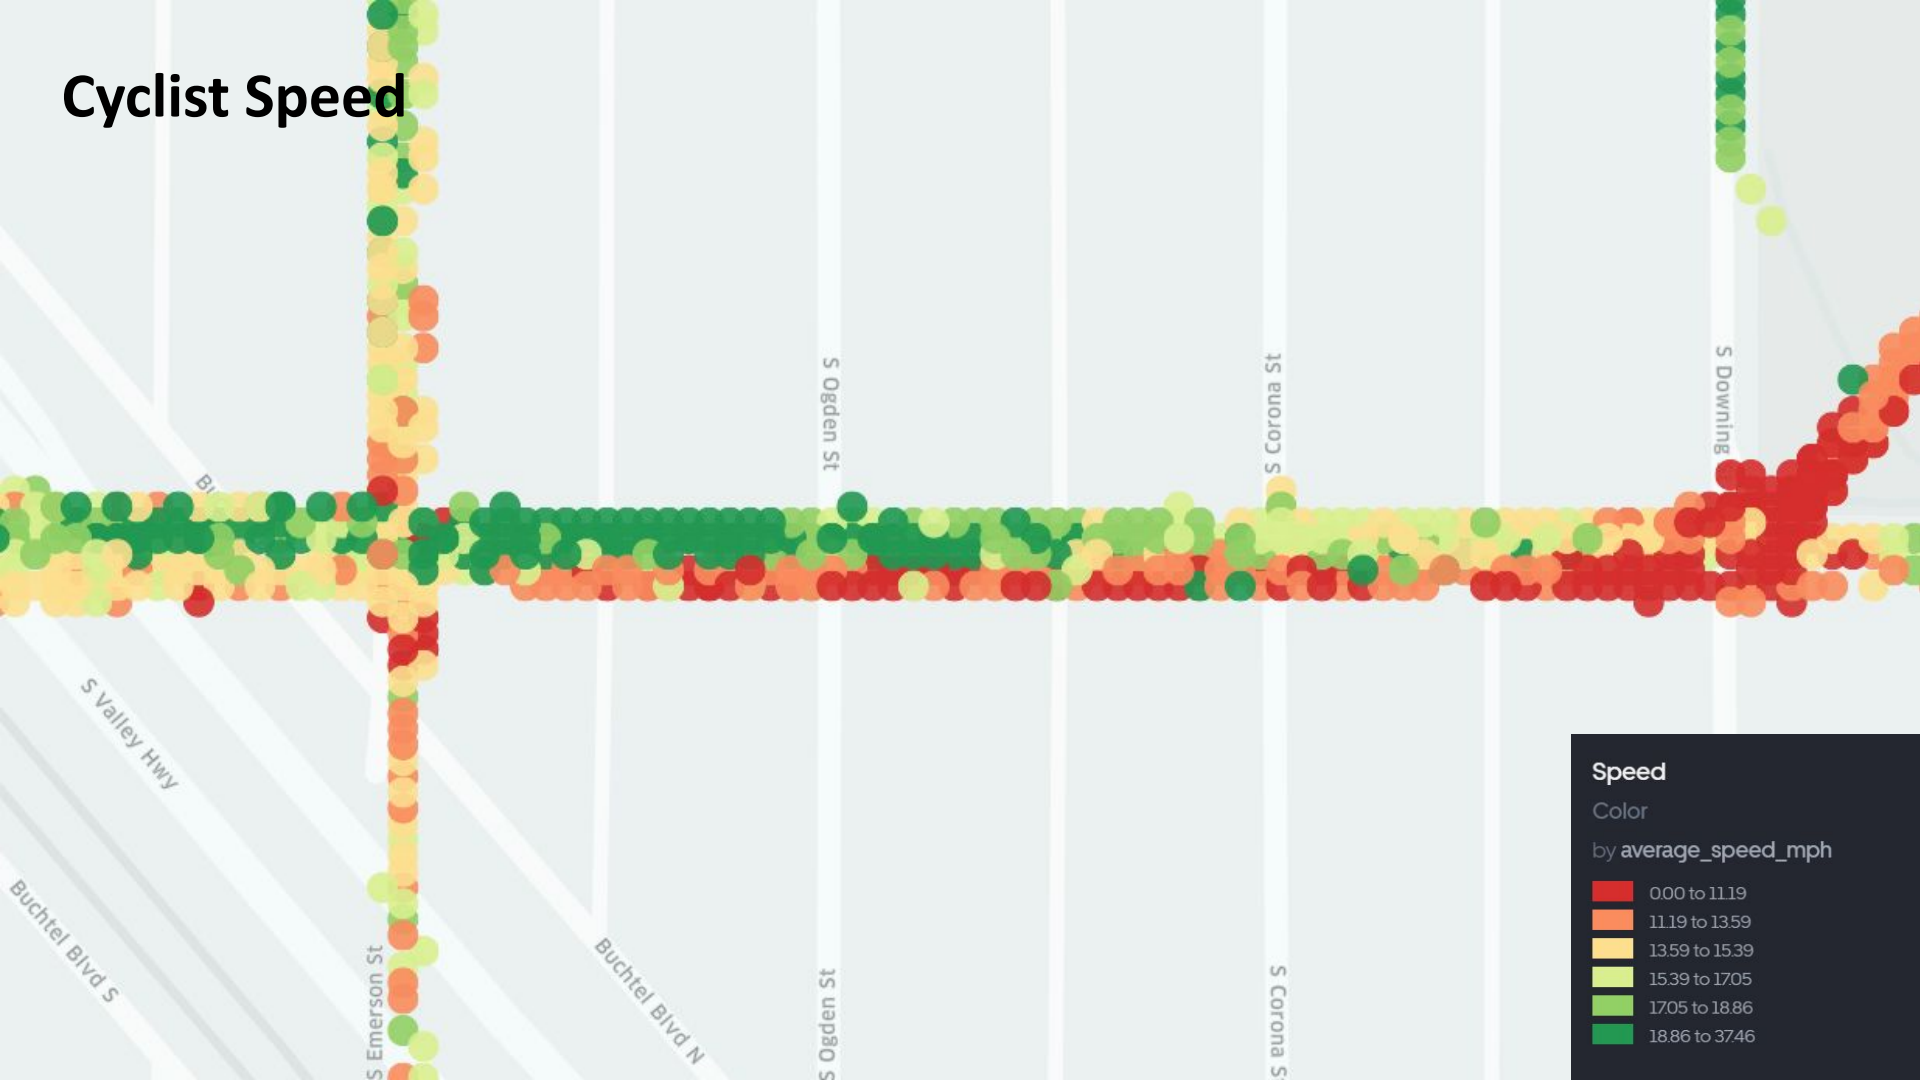 Cyclist Speed
S Ogden St
S Corona St
S Downing
S Valley Hwy
Buchtel Blvd S
S Emerson St
Buchtel Blvd N
S Ogden St
S Corona S
Speed
Color
by average_speed_mph
0.00 to 11.19
11.19 to 13.59
13.59 to 15.39
15.39 to 17.05
17.05 to 18.86
18.86 to 37.46